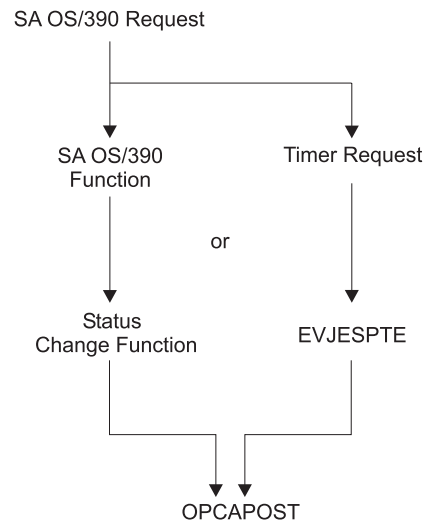 SA OS/390 Request
SA OS/390
Function
Timer Request
or
Status
Change Function
EVJESPTE
OPCAPOST